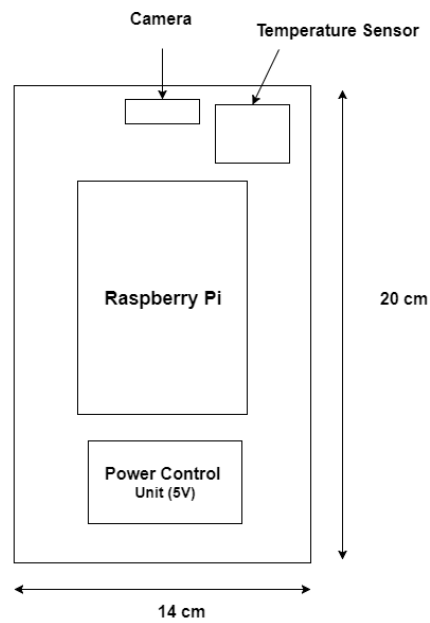 Camera
Temperature Sensor
Raspberry Pi
20 cm
Power Control
Unit (5V)
14 cm